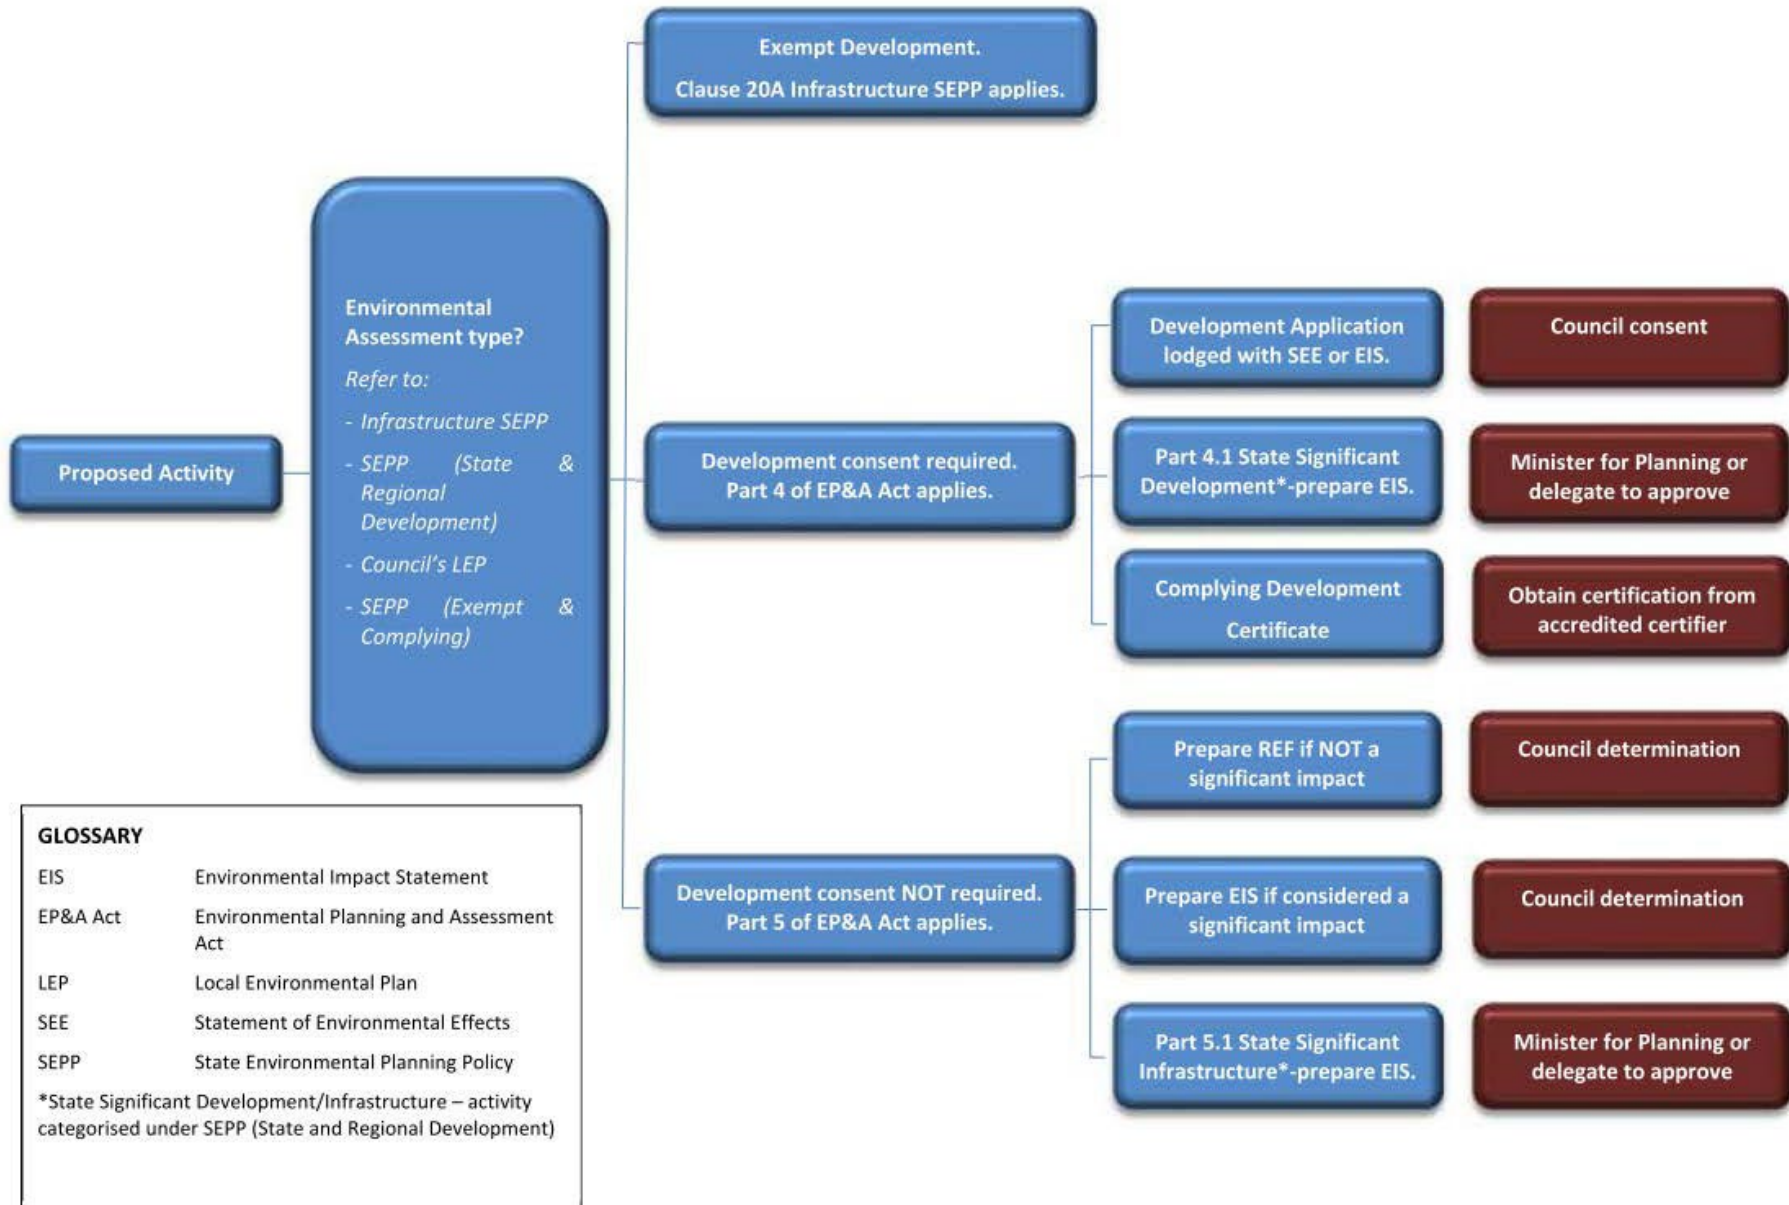 Exempt Development.
Clause 20A Infrastructure SEPP applies.
Proposed Activity
Environmental
Assessment type?
Refer to:
- Infrastructure SEPP
- SEPP (State &
Regional
Development)
- Council's LEP
- SEPP (Exempt &
Complying)
Development consent required.
Part 4 of EP&A Act applies.
Development Application
lodged with SEE or EIS.
Council consent
Part 4.1 State Significant
Development*-prepare EIS.
Minister for Planning or
delegate to approve
Complying Development
Certificate
Obtain certification from
accredited certifier
Development consent NOT required.
Part 5 of EP&A Act applies.
Prepare REF if NOT a
significant impact
Council determination
Prepare EIS if considered a
significant impact
Council determination
Part 5.1 State Significant
Infrastructure*-prepare EIS.
Minister for Planning or
delegate to approve
GLOSSARY
EIS Environmental Impact Statement
EP&A Act Environmental Planning and Assessment
Act
LEP Local Environmental Plan
SEE Statement of Environmental Effects
SEPP State Environmental Planning Policy
*State Significant Development/Infrastructure – activity
categorised under SEPP (State and Regional Development)